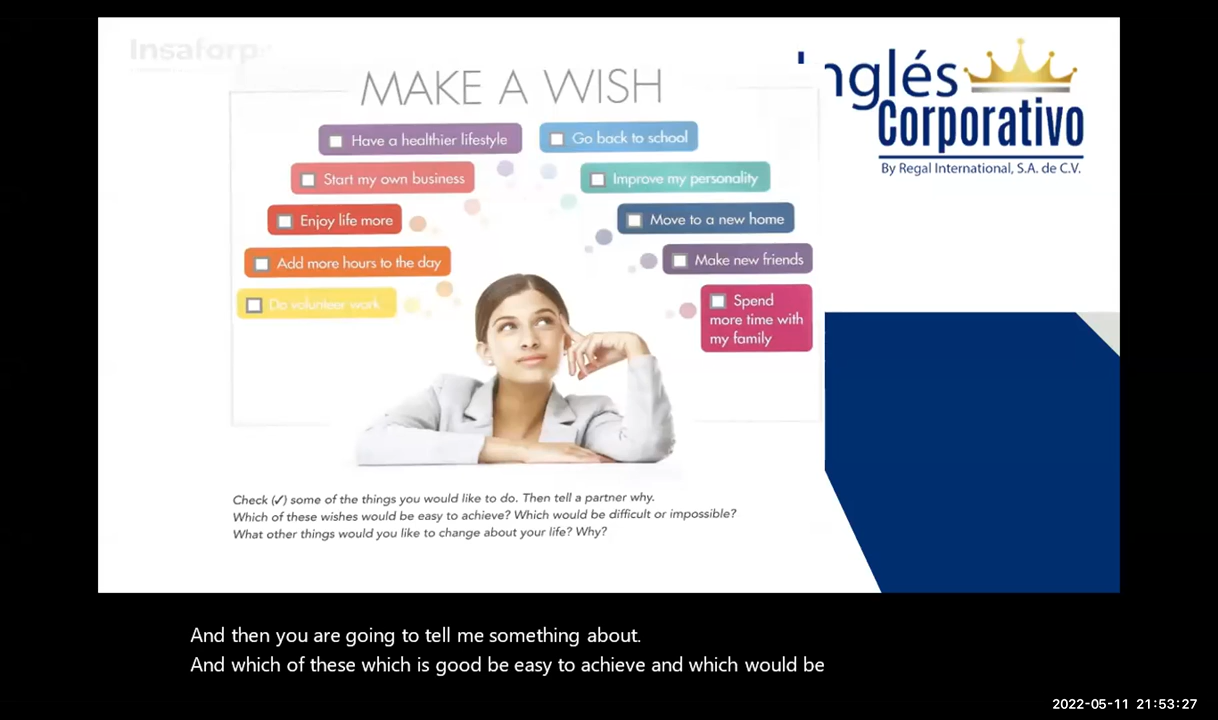 Insaforp
MAKE A WISH
Inglés
Corporativo
By Regal International, S.A. de C.V.
Have a healthier lifestyle
Go back to school
Start my own business
Improve my personality
Enjoy life more
Move to a new home
Add more hours to the day
Make new friends
Do volunteer work
Spend
more time with
my family
Check (✓) some of the things you would like to do. Then tell a partner why.
Which of these wishes would be easy to achieve? Which would be difficult or impossible?
What other things would you like to change about your life? Why?
And then you are going to tell me something about.
And which of these which is good be easy to achieve and which would be
2022-05-11 21:53:27